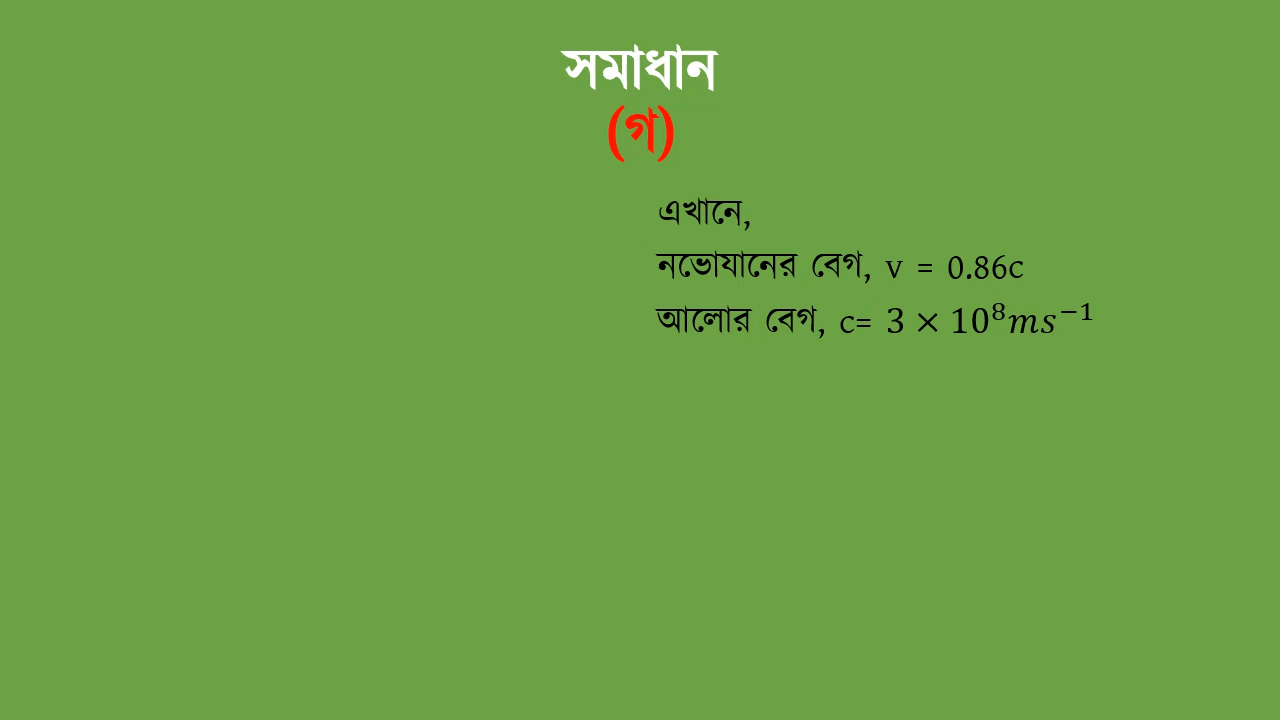 সমাধান
(গ)
এখানে,
নভোযানের বেগ, v = 0.86c
আলোর বেগ, c= 3 × 10⁸ms⁻¹